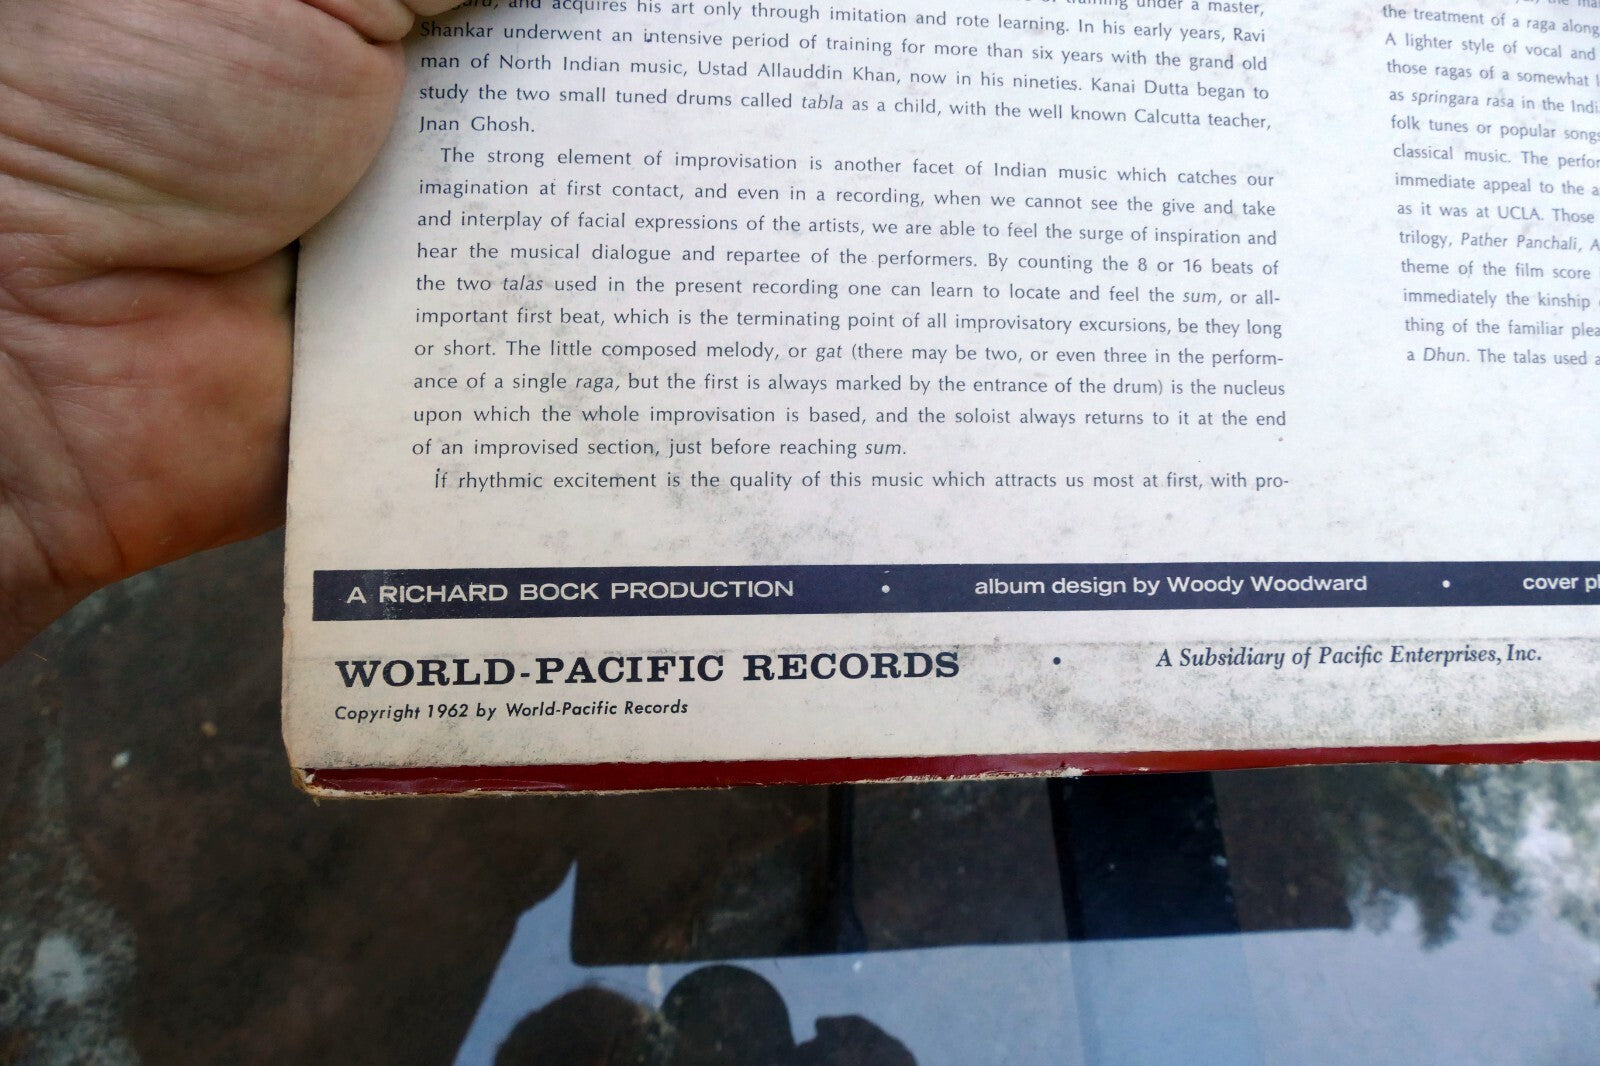 and acquires his art only through imitation and rote learning. In his early years, Ravi
Shankar underwent an intensive period of training for more than six years with the grand old
man of North Indian music, Ustad Allauddin Khan, now in his nineties. Kanai Dutta began to
study the two small tuned drums called tabla as a child, with the well known Calcutta teacher,
Jnan Ghosh.
The strong element of improvisation is another facet of Indian music which catches our
imagination at first contact, and even in a recording, when we cannot see the give and take
and interplay of facial expressions of the artists, we are able to feel the surge of inspiration and
hear the musical dialogue and repartee of the performers. By counting the 8 or 16 beats of
the two talas used in the present recording one can learn to locate and feel the sum, or all-
important first beat, which is the terminating point of all improvisatory excursions, be they long
or short. The little composed melody, or gat (there may be two, or even three in the perform-
ance of a single raga, but the first is always marked by the entrance of the drum) is the nucleus
upon which the whole improvisation is based, and the soloist always returns to it at the end
of an improvised section, just before reaching sum.
If rhythmic excitement is the quality of this music which attracts us most at first, with pro-
the treatment of a raga along
A lighter style of vocal and
those ragas of a somewhat
as springara rasa in the Indi
folk tunes or popular songs
classical music. The perfor
immediate appeal to the a
as it was at UCLA. Those
trilogy, Pather Panchali, A
theme of the film score
immediately the kinship
thing of the familiar plea
a Dhun. The talas used a
A RICHARD BOCK PRODUCTION • album design by Woody Woodward • cover pl
WORLD-PACIFIC RECORDS • A Subsidiary of Pacific Enterprises, Inc.
Copyright 1962 by World-Pacific Records